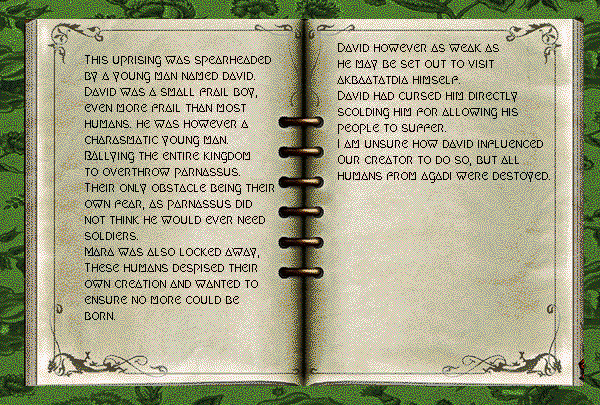 This uprising was spearheaded
by a young man named David.
David was a small frail boy,
even more frail than most
humans. He was however a
charasmatic young man.
Rallying the entire kingdom
to overthrow Parnassus.
Their only obstacle being their
own fear, as Parnassus did
not think he would ever need
soldiers.
Mara was also locked away,
These humans despised their
own creation and wanted to
ensure no more could be
born.
David however as weak as
he may be set out to visit
Akbaatatdia himself.
David had cursed him directly
scolding him for allowing his
people to suffer.
I am unsure how David influenced
our creator to do so, but all
humans from Agadi were destoyed.